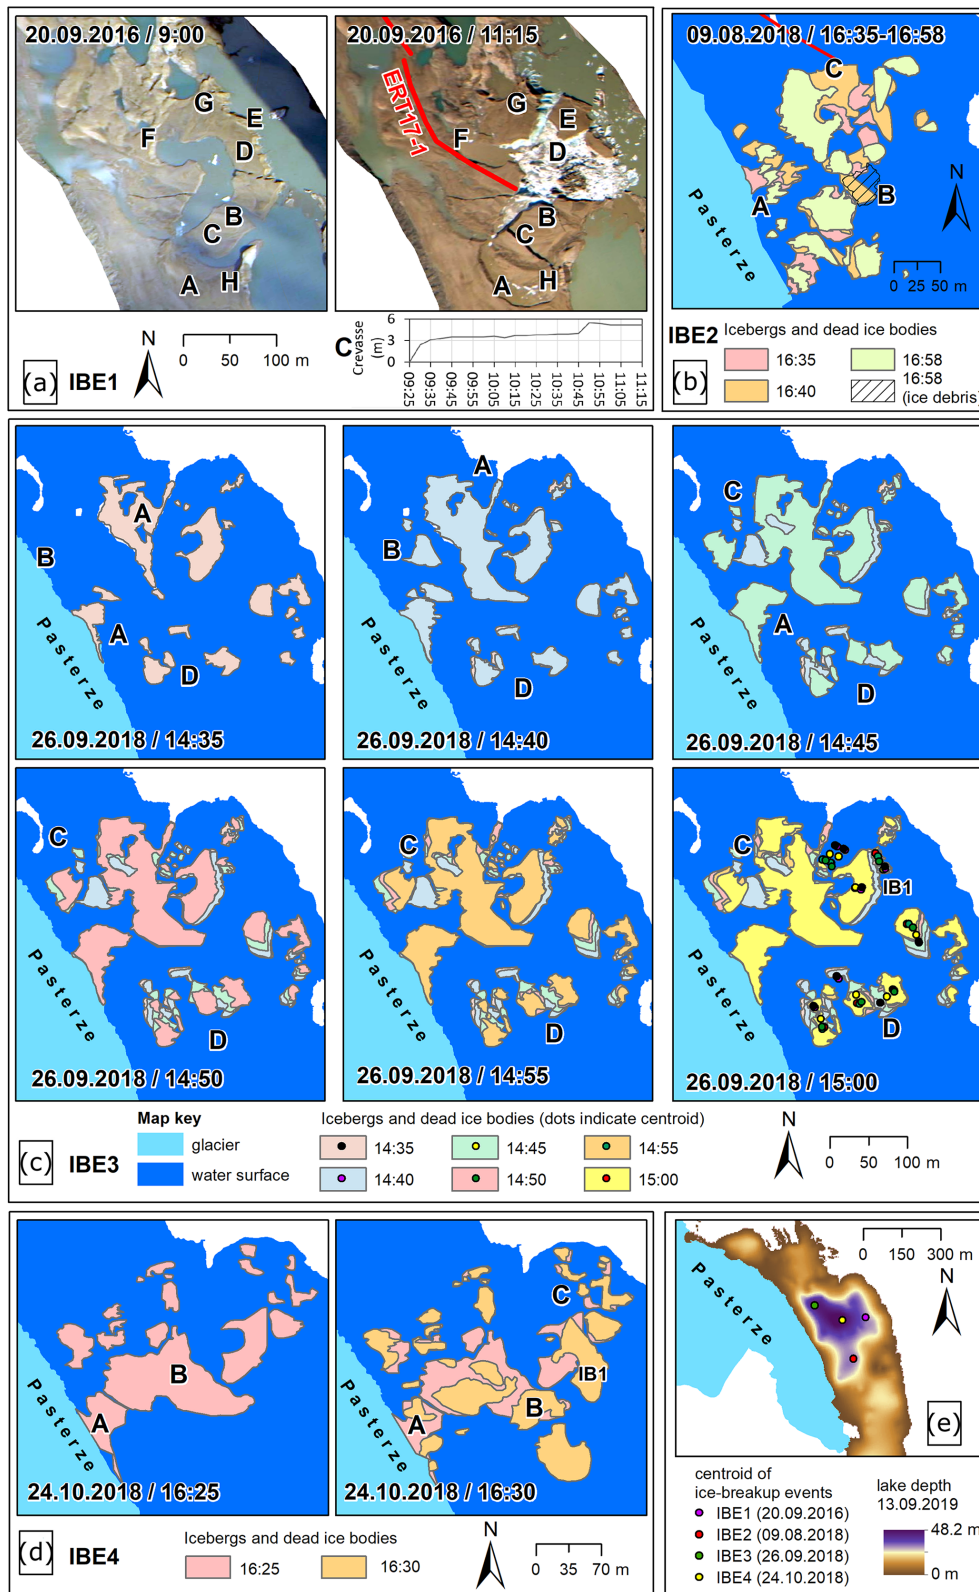 20.09.2016 / 9:00
G
E
F
D
B
C
A
H
20.09.2016 / 11:15
ERT17-1
G
E
F
D
B
C
A
H
09.08.2018 / 16:35-16:58
C
B
A
N
Pasterze
0 25 50 m
(a) IBE1
N
0 50 100 m
C
Crevasse (m)
6
3
0
09:25
09:35
09:45
09:55
10:05
10:15
10:25
10:35
10:45
10:55
11:05
11:15
IBE2
(b)
Icebergs and dead ice bodies
16:35
16:40
16:58
16:58
(ice debris)
A
B
A
D
Pasterze
26.09.2018 / 14:35
A
B
D
26.09.2018 / 14:40
C
A
D
Pasterze
26.09.2018 / 14:45
C
D
Pasterze
26.09.2018 / 14:50
C
D
Pasterze
26.09.2018 / 14:55
C
IB1
D
Pasterze
26.09.2018 / 15:00
(c) IBE3
Map key
glacier
water surface
Icebergs and dead ice bodies (dots indicate centroid)
14:35
14:45
14:55
14:40
14:50
15:00
N
0 50 100 m
B
A
Pasterze
24.10.2018 / 16:25
C
IB1
B
A
Pasterze
24.10.2018 / 16:30
(d) IBE4
Icebergs and dead ice bodies
16:25
16:30
N
0 35 70 m
0 150 300 m
N
Pasterze
(e)
centroid of
ice-breakup events
IBE1 (20.09.2016)
IBE2 (09.08.2018)
IBE3 (26.09.2018)
IBE4 (24.10.2018)
lake depth
13.09.2019
48.2 m
0 m